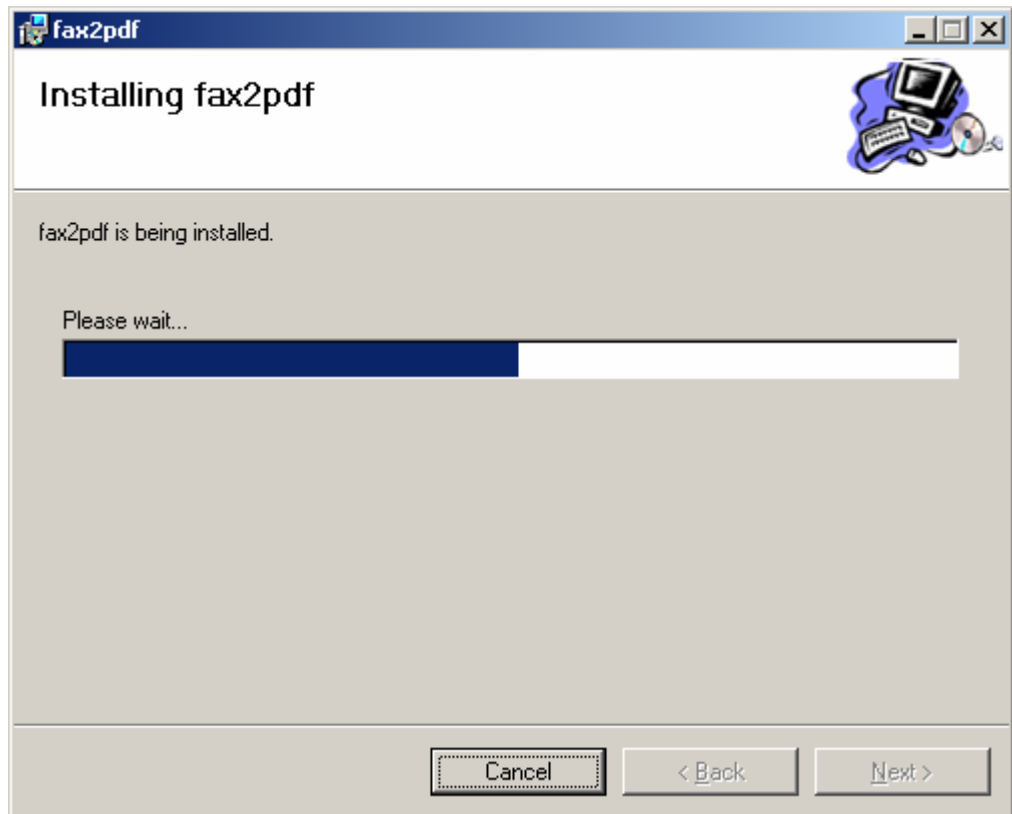 fax2pdf
Installing fax2pdf
fax2pdf is being installed.
Please wait...
Cancel
< Back
Next >